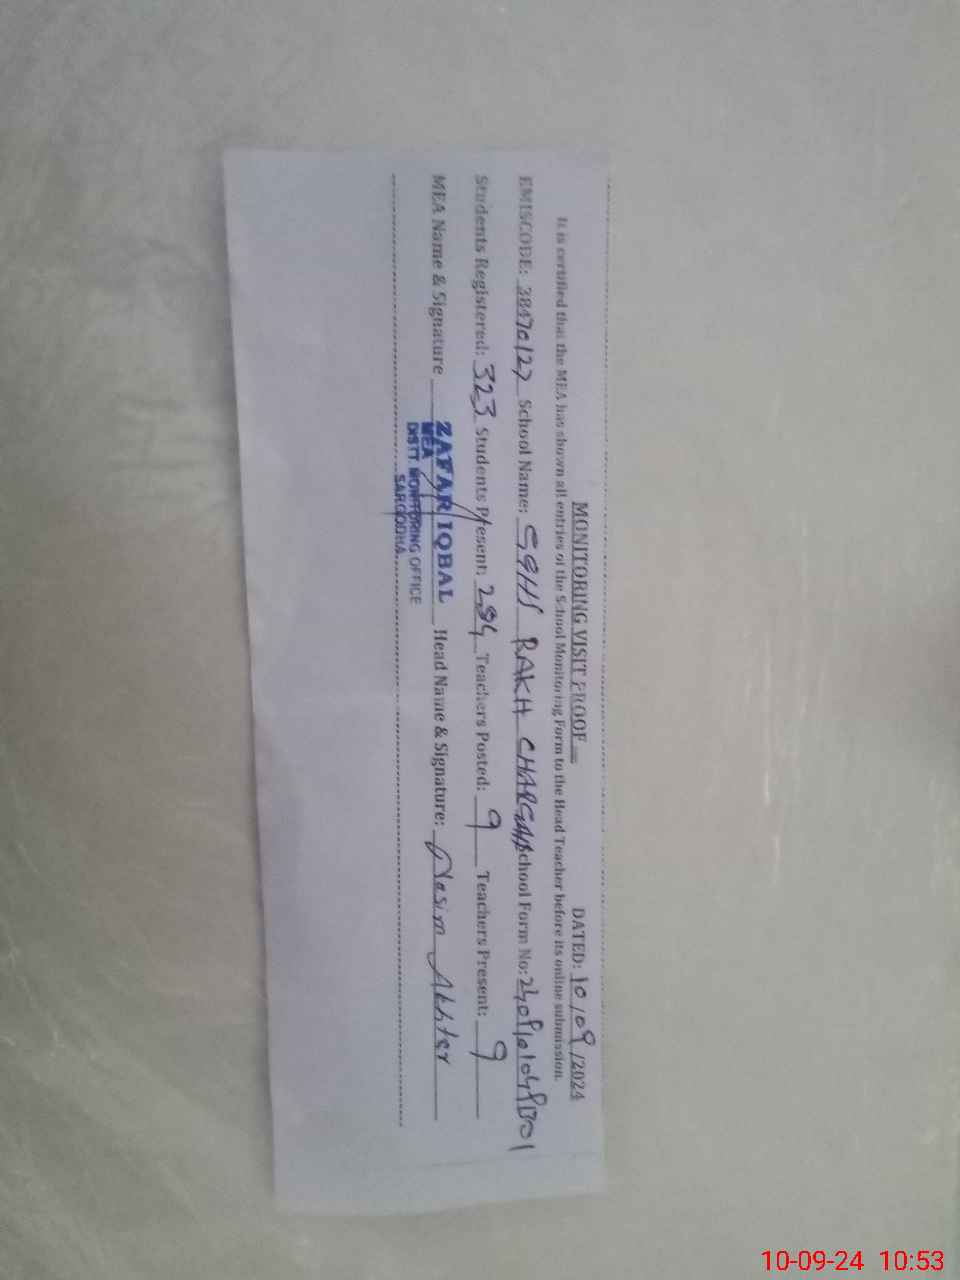 MONITORING VISIT PROOF DATED: 10/09/2024
It is certified that the MEA has shown all entries of the School Monitoring Form to the Head Teacher before its online submission.
EMISCODE: 38470127 School Name: GGHS RAKH CHARGAH School Form No:
Students Registered: 323 Students Present: 284 Teachers Posted: 9 Teachers Present: 9
MEA Name & Signature ZAFAR IQBAL Head Name & Signature: Nasim Akhter
MEA
DISTT. MONITORING OFFICE
SARGODHA
10-09-24 10:53